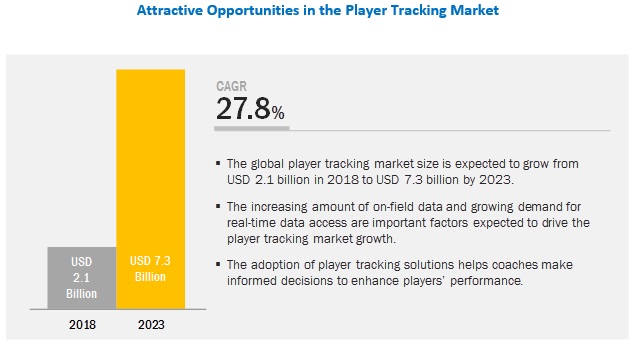 Attractive Opportunities in the Player Tracking Market
CAGR
27.8%
▪ The global player tracking market size is expected to grow from
USD 2.1 billion in 2018 to USD 7.3 billion by 2023.
▪ The increasing amount of on-field data and growing demand for
real-time data access are important factors expected to drive the
player tracking market growth.
▪ The adoption of player tracking solutions helps coaches make
informed decisions to enhance players' performance.
USD
2.1
Billion
USD 7.3
Billion
2018
2023